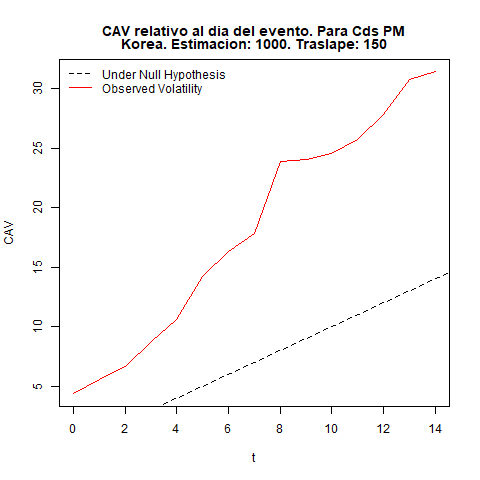 CAV relativo al dia del evento. Para Cds PM
Korea. Estimacion: 1000. Traslape: 150
Under Null Hypothesis
Observed Volatility
CAV
30
25
20
15
10
5
0 2 4 6 8 10 12 14
t